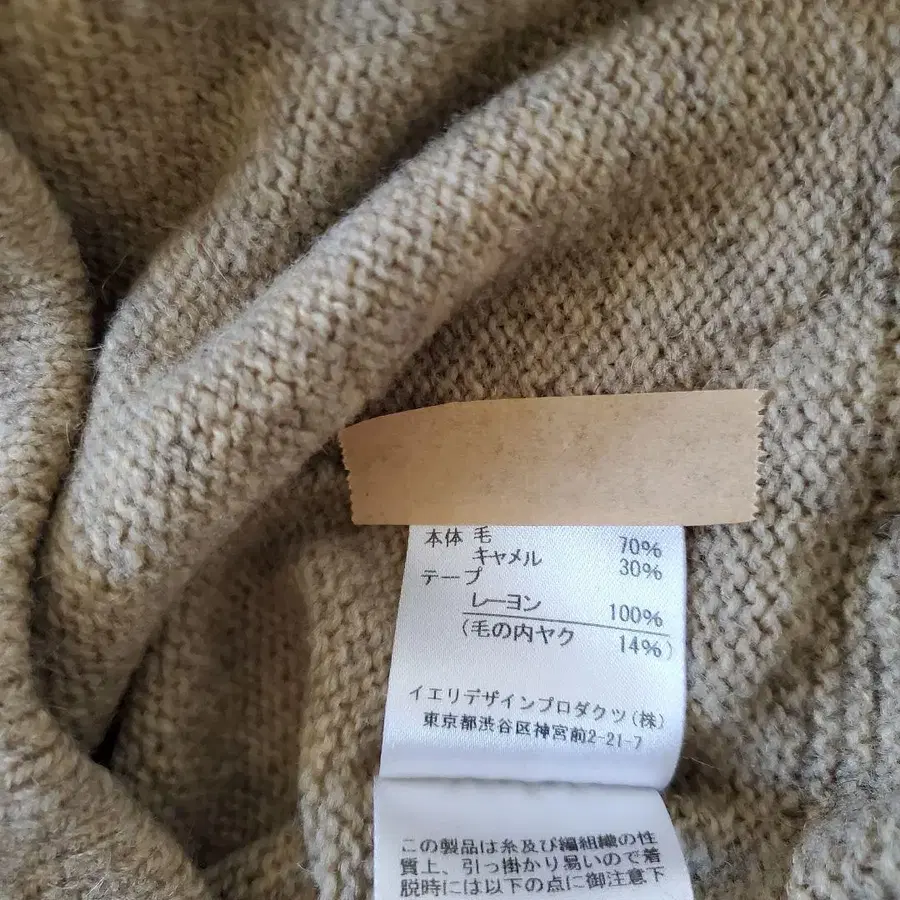 本体 毛 70%
キャメル 30%
テープ
レーヨン 100%
(毛の内ヤク 14%)
イエリデザインプロダクツ(株)
東京都渋谷区神宮前2-21-7
この製品は糸及び編組織の性
質上、引っ掛かり易いので着
脱時には以下の点に御注意下